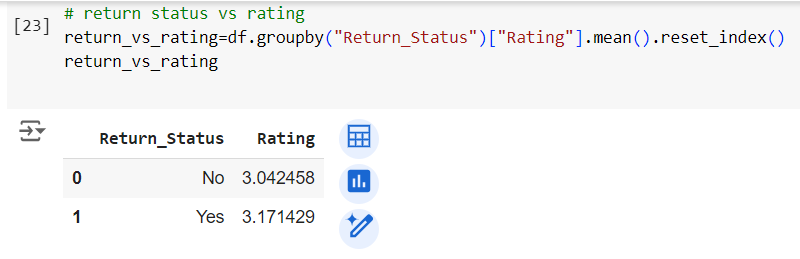 [23]
# return status vs rating
return_vs_rating=df.groupby("Return_Status")["Rating"].mean().reset_index()
return_vs_rating
Return_Status Rating
0 No 3.042458
1 Yes 3.171429